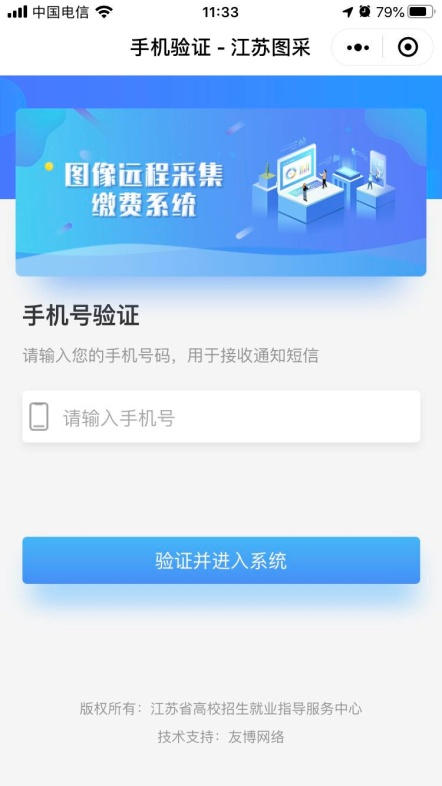 中国电信 11:33 79%
手机验证 - 江苏图采
图像远程采集
缴费系统
手机号验证
请输入您的手机号码，用于接收通知短信
请输入手机号
验证并进入系统
版权所有：江苏省高校招生就业指导服务中心
技术支持：友博网络